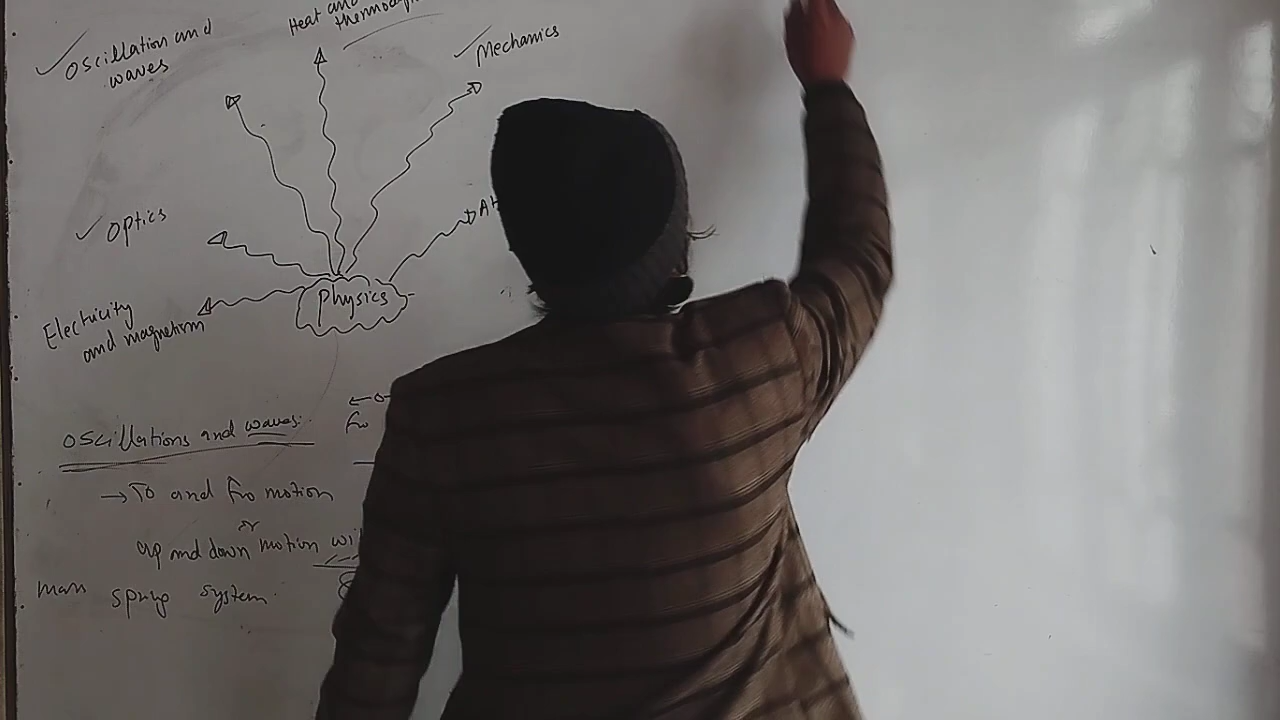 Heat and
Oscillation and
waves
Mechanics
Optics
Physics
Electricity
and magnetism
Oscillations and waves:
→ To and fro motion
or
up and down motion
mass spring system.